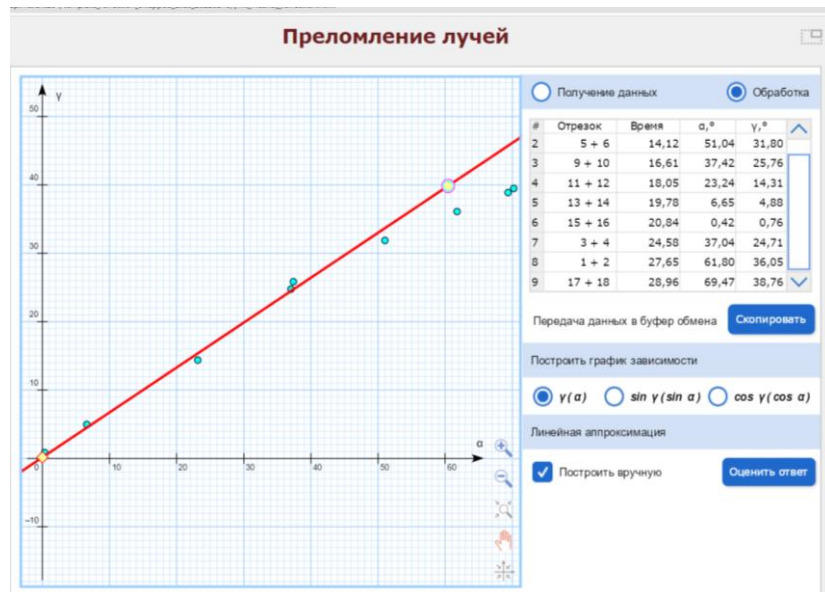 Преломление лучей
γ
50
40
30
20
10
0
10
20
30
40
50
60
α
−10
Получение данных
Обработка
# Отрезок Время α,° γ,°
2 5 + 6 14,12 51,04 31,80
3 9 + 10 16,61 37,42 25,76
4 11 + 12 18,05 23,24 14,31
5 13 + 14 19,78 6,65 4,88
6 15 + 16 20,84 0,42 0,76
7 3 + 4 24,58 37,04 24,71
8 1 + 2 27,65 61,80 36,05
9 17 + 18 28,96 69,47 38,76
Передача данных в буфер обмена Скопировать
Построить график зависимости
γ(α) sin γ(sin α) cos γ(cos α)
Линейная аппроксимация
Построить вручную Оценить ответ